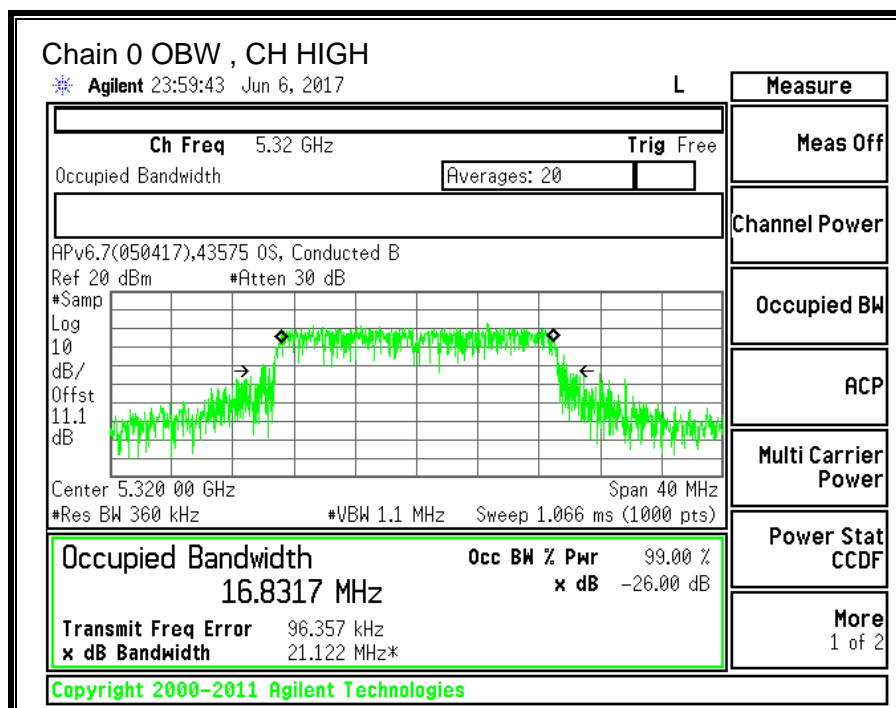 Chain 0 OBW , CH HIGH
Agilent 23:59:43 Jun 6, 2017 L
Measure
Ch Freq 5.32 GHz Trig Free
Meas Off
Occupied Bandwidth Averages: 20
Channel Power
APv6.7(050417),43575 OS, Conducted B
Ref 20 dBm #Atten 30 dB
#Samp
Log
10
dB/
Offst
11.1
dB
Occupied BW
ACP
Center 5.320 00 GHz Span 40 MHz
#Res BW 360 kHz #VBW 1.1 MHz Sweep 1.066 ms (1000 pts)
Multi Carrier
Power
Occupied Bandwidth Occ BW % Pwr 99.00 %
16.8317 MHz x dB -26.00 dB
Power Stat
CCDF
Transmit Freq Error 96.357 kHz
x dB Bandwidth 21.122 MHz*
More
1 of 2
Copyright 2000-2011 Agilent Technologies